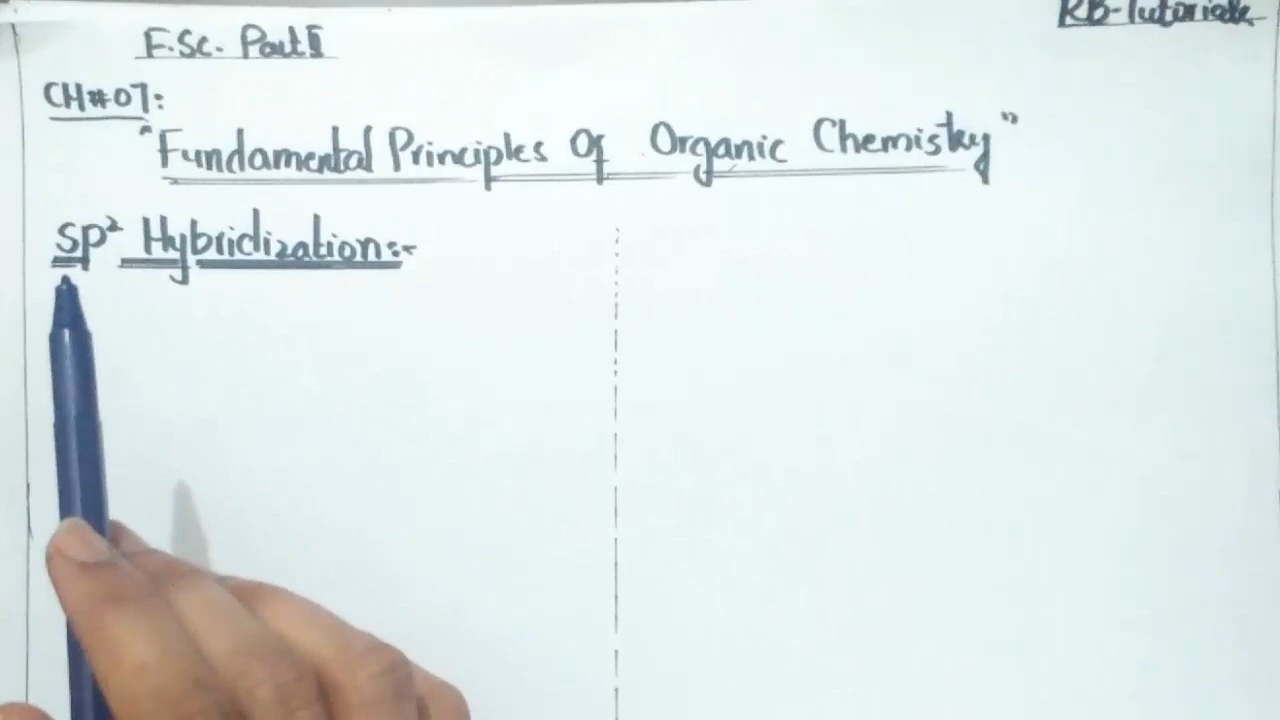 RB-Tutorials
F.Sc. Part II
CH#07:
"Fundamental Principles Of Organic Chemistry"
sp² Hybridization:-